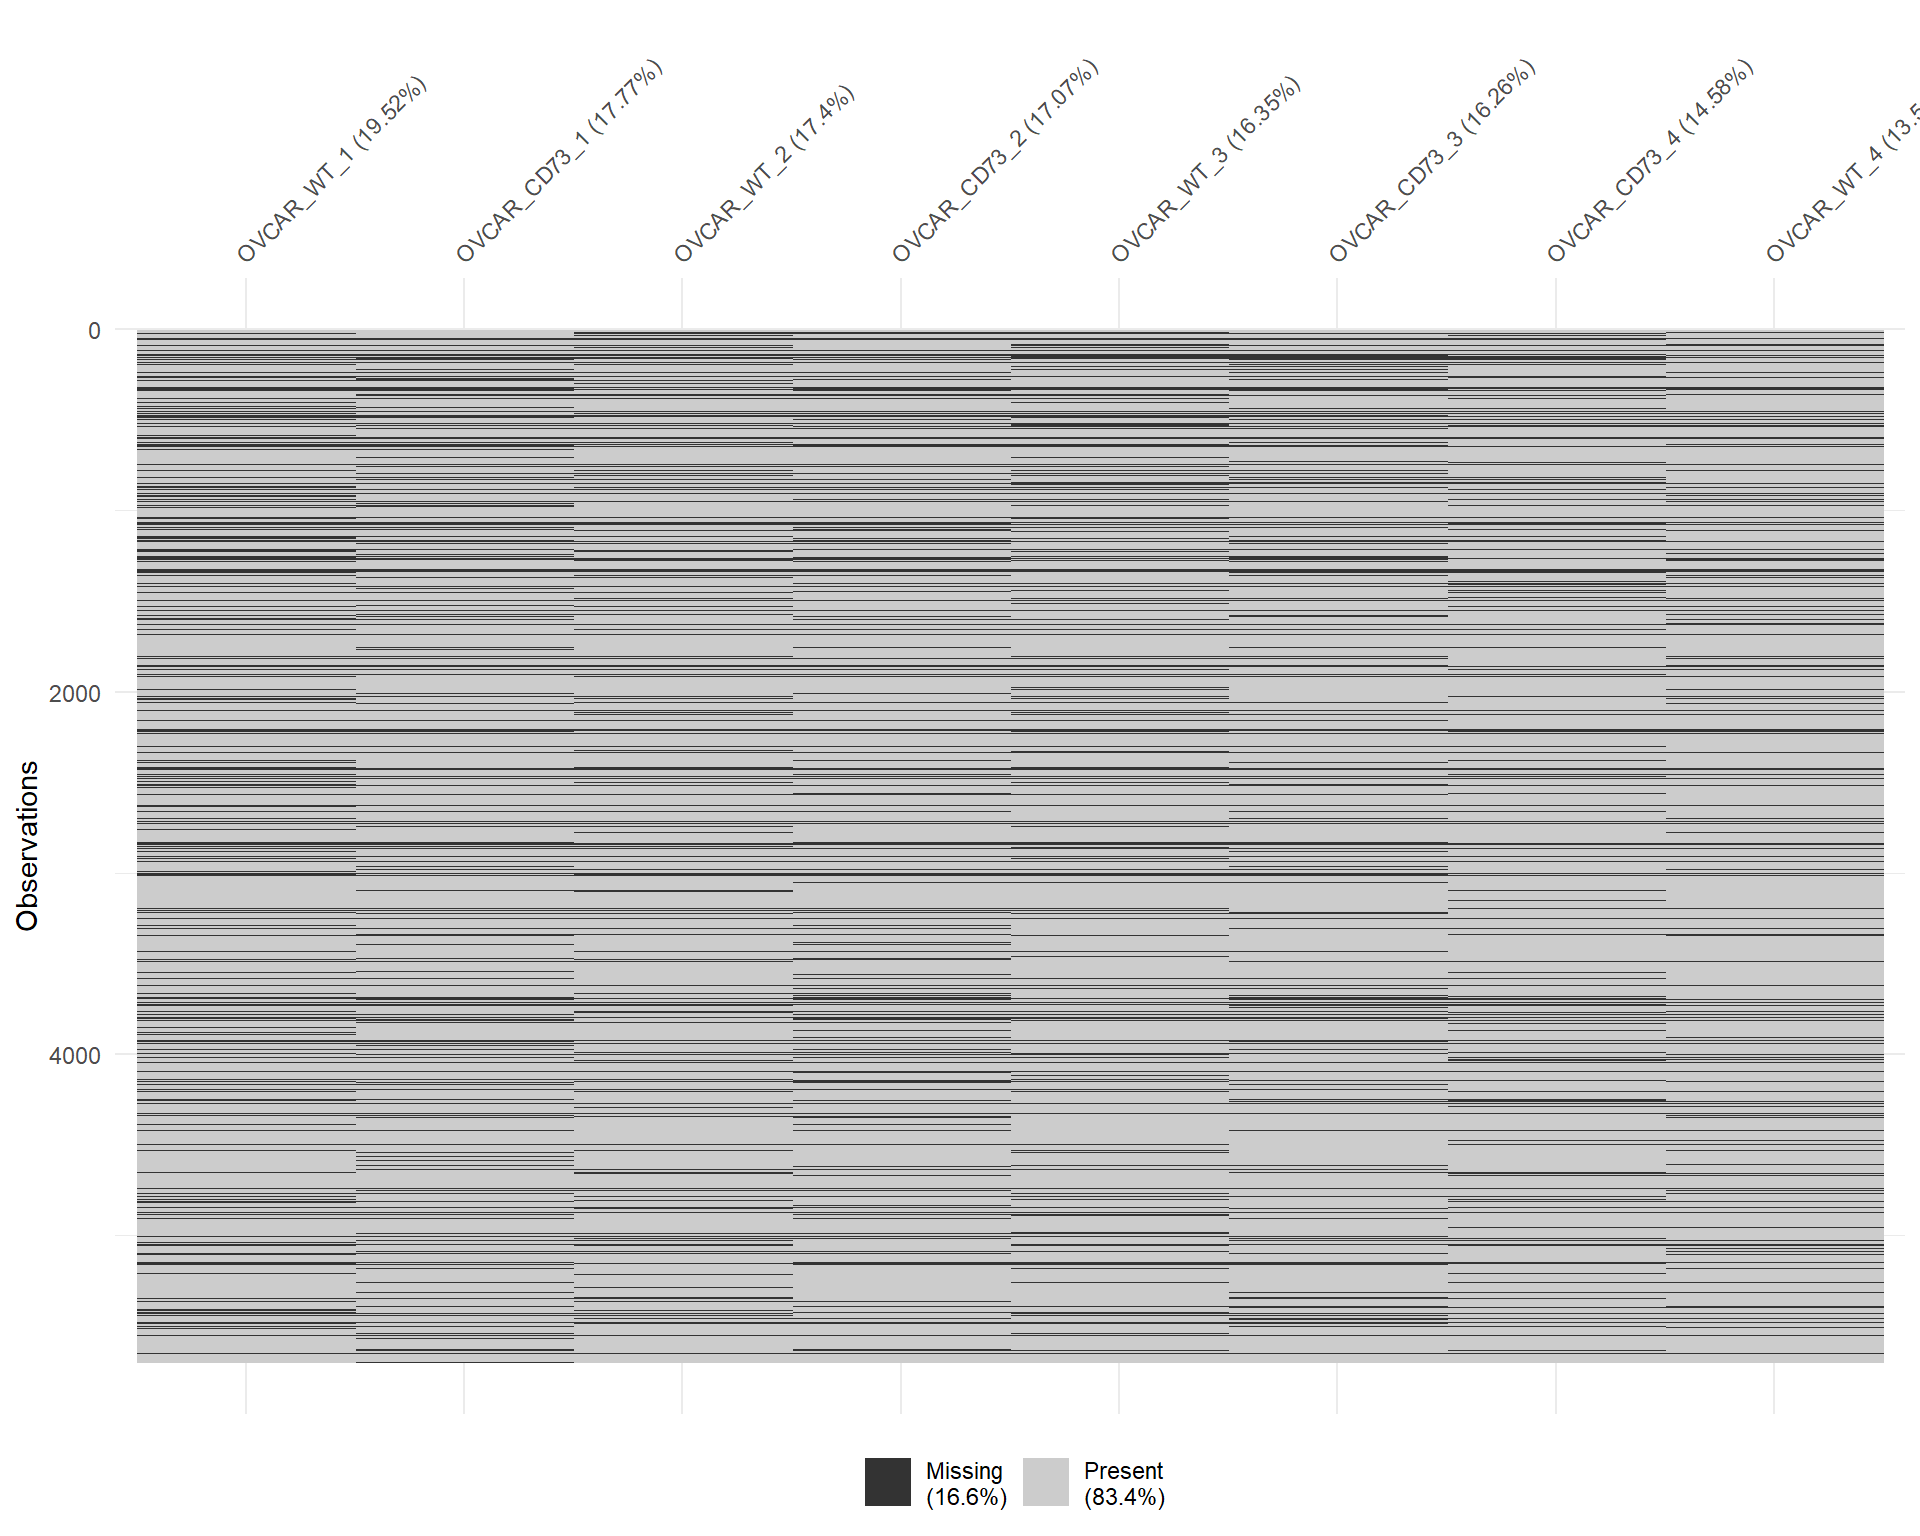 OVCAR_WT_1 (19.52%)
OVCAR_CD73_1 (17.77%)
OVCAR_WT_2 (17.4%)
OVCAR_CD73_2 (17.07%)
OVCAR_WT_3 (16.35%)
OVCAR_CD73_3 (16.26%)
OVCAR_CD73_4 (14.58%)
OVCAR_WT_4 (13.5
0
2000
4000
Observations
Missing
(16.6%)
Present
(83.4%)